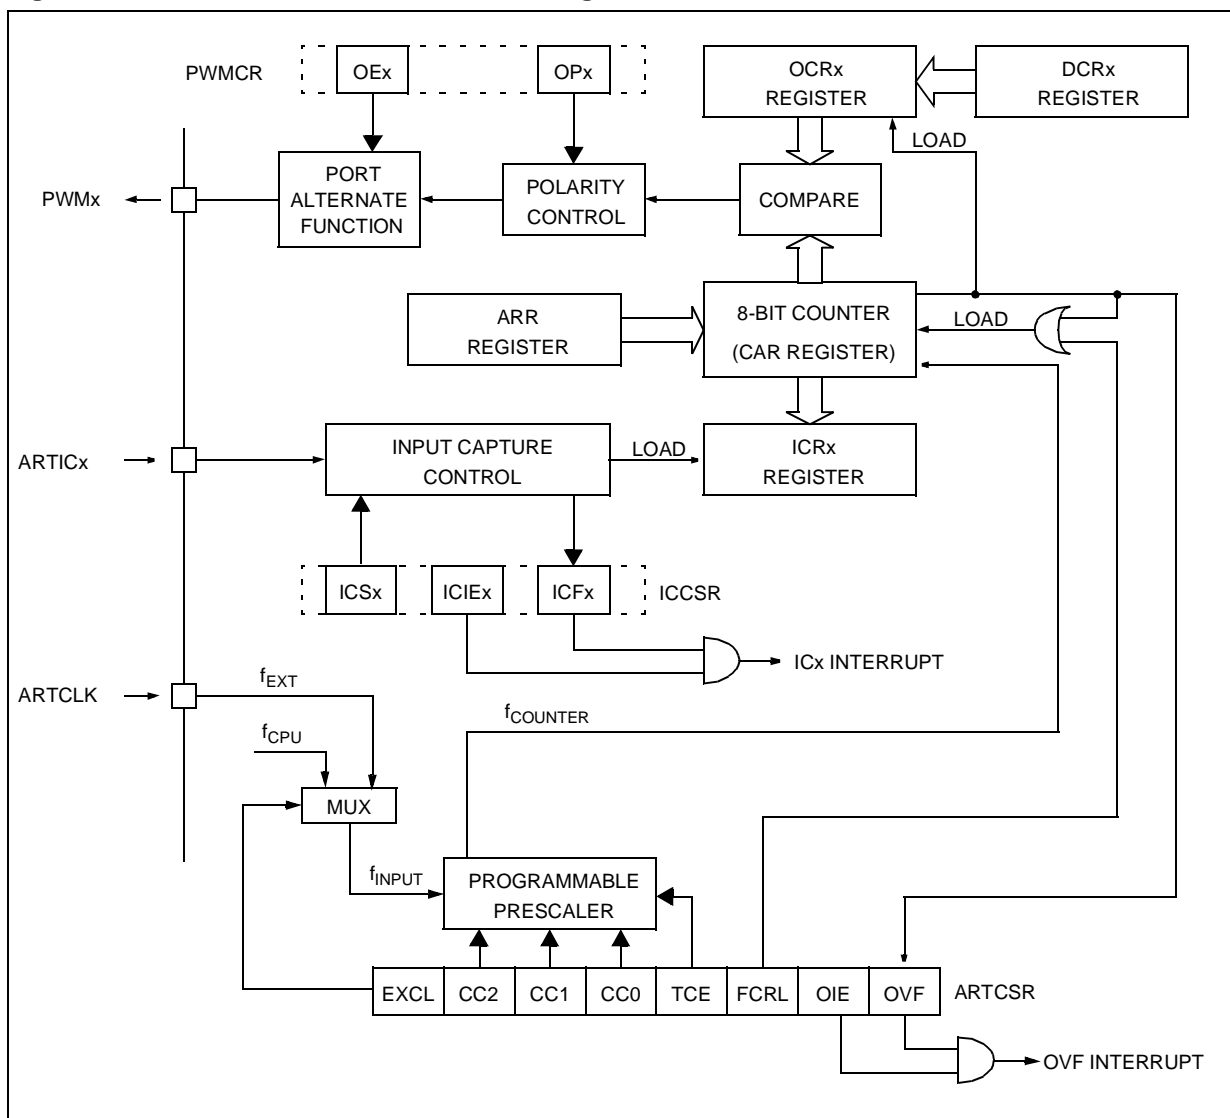 PWMCR
OEx
OPx
OCRx
REGISTER
DCRx
REGISTER
LOAD
PWMx
PORT
ALTERNATE
FUNCTION
POLARITY
CONTROL
COMPARE
ARR
REGISTER
8-BIT COUNTER
(CAR REGISTER)
LOAD
ARTICx
INPUT CAPTURE
CONTROL
LOAD
ICRx
REGISTER
ICSx
ICIEx
ICFx
ICCSR
ICx INTERRUPT
ARTCLK
fEXT
fCPU
fCOUNTER
MUX
fINPUT
PROGRAMMABLE
PRESCALER
EXCL
CC2
CC1
CC0
TCE
FCRL
OIE
OVF
ARTCSR
OVF INTERRUPT